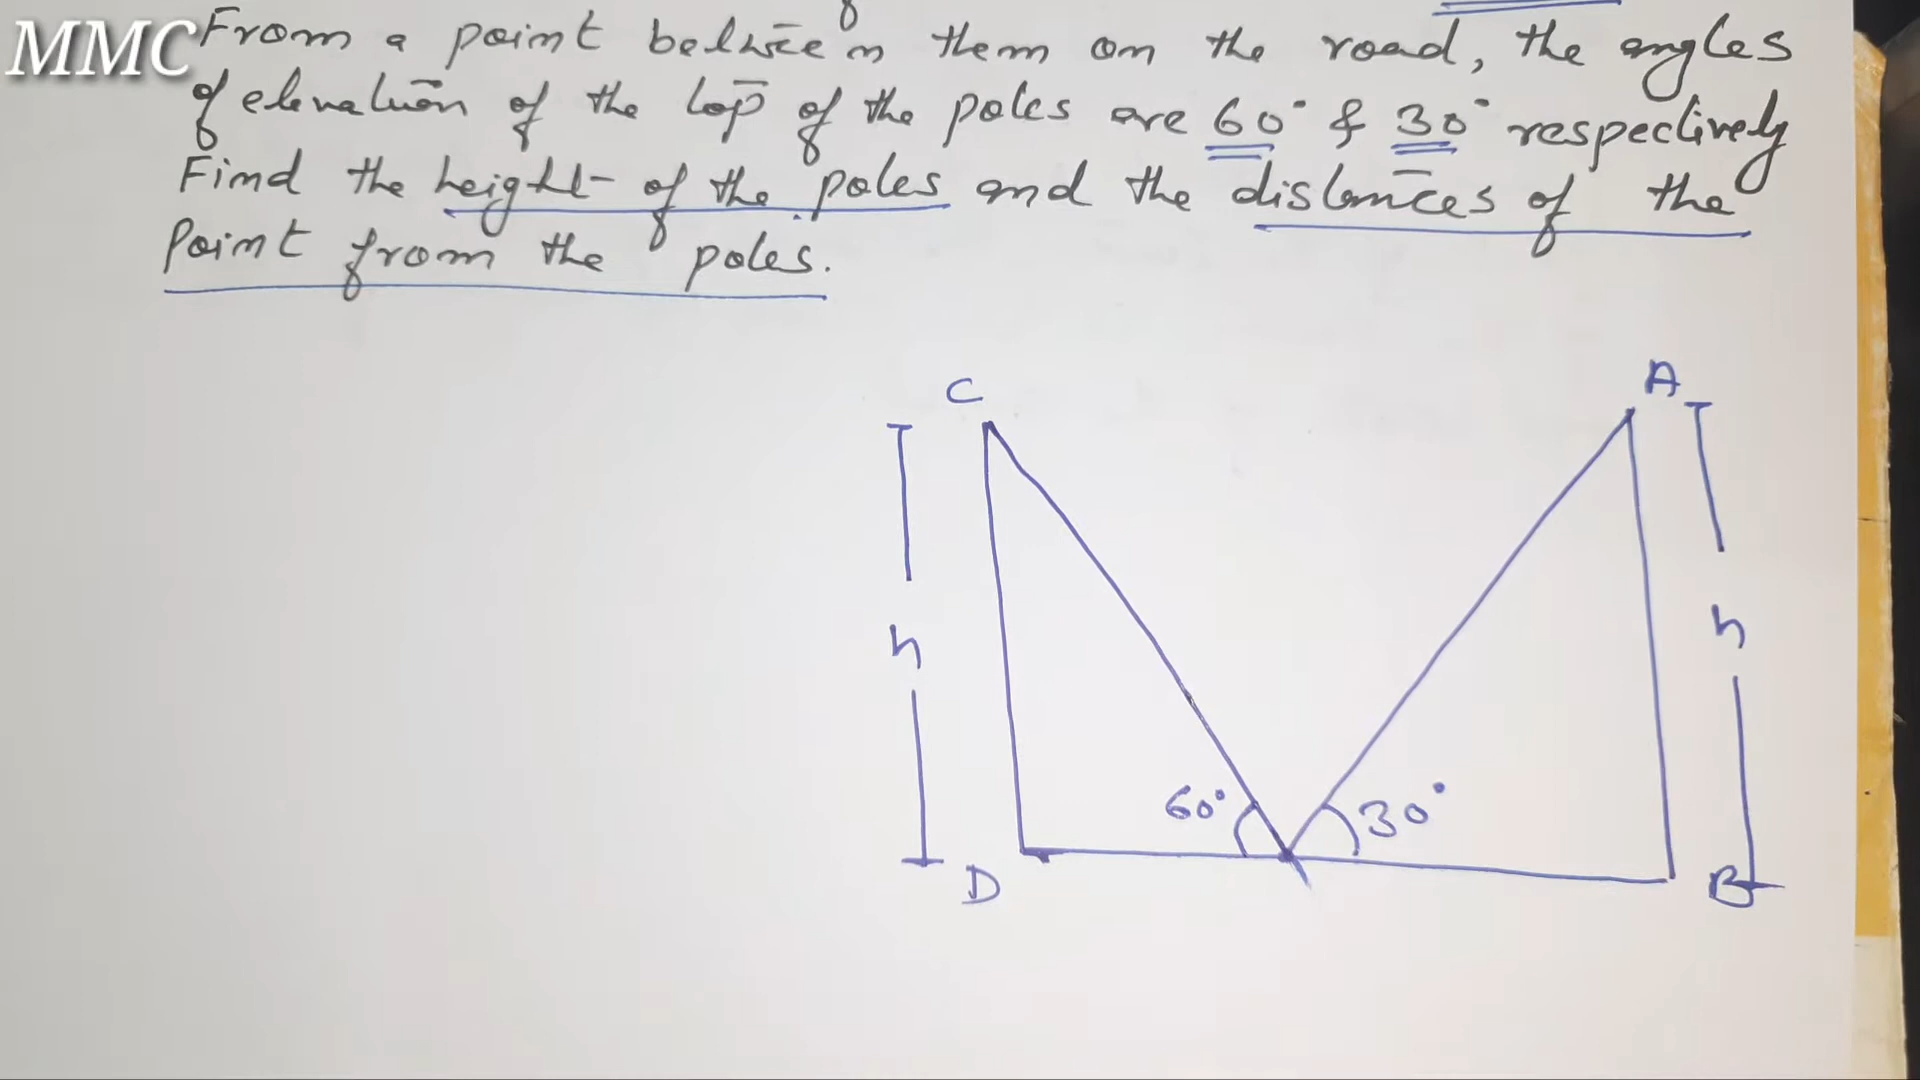 MMC
From a point between them on the road, the angles
of elevation of the top of the poles are 60° & 30° respectively
Find the height of the poles and the distances of the
Point from the poles.
C
A
h
h
60°
30°
D
B